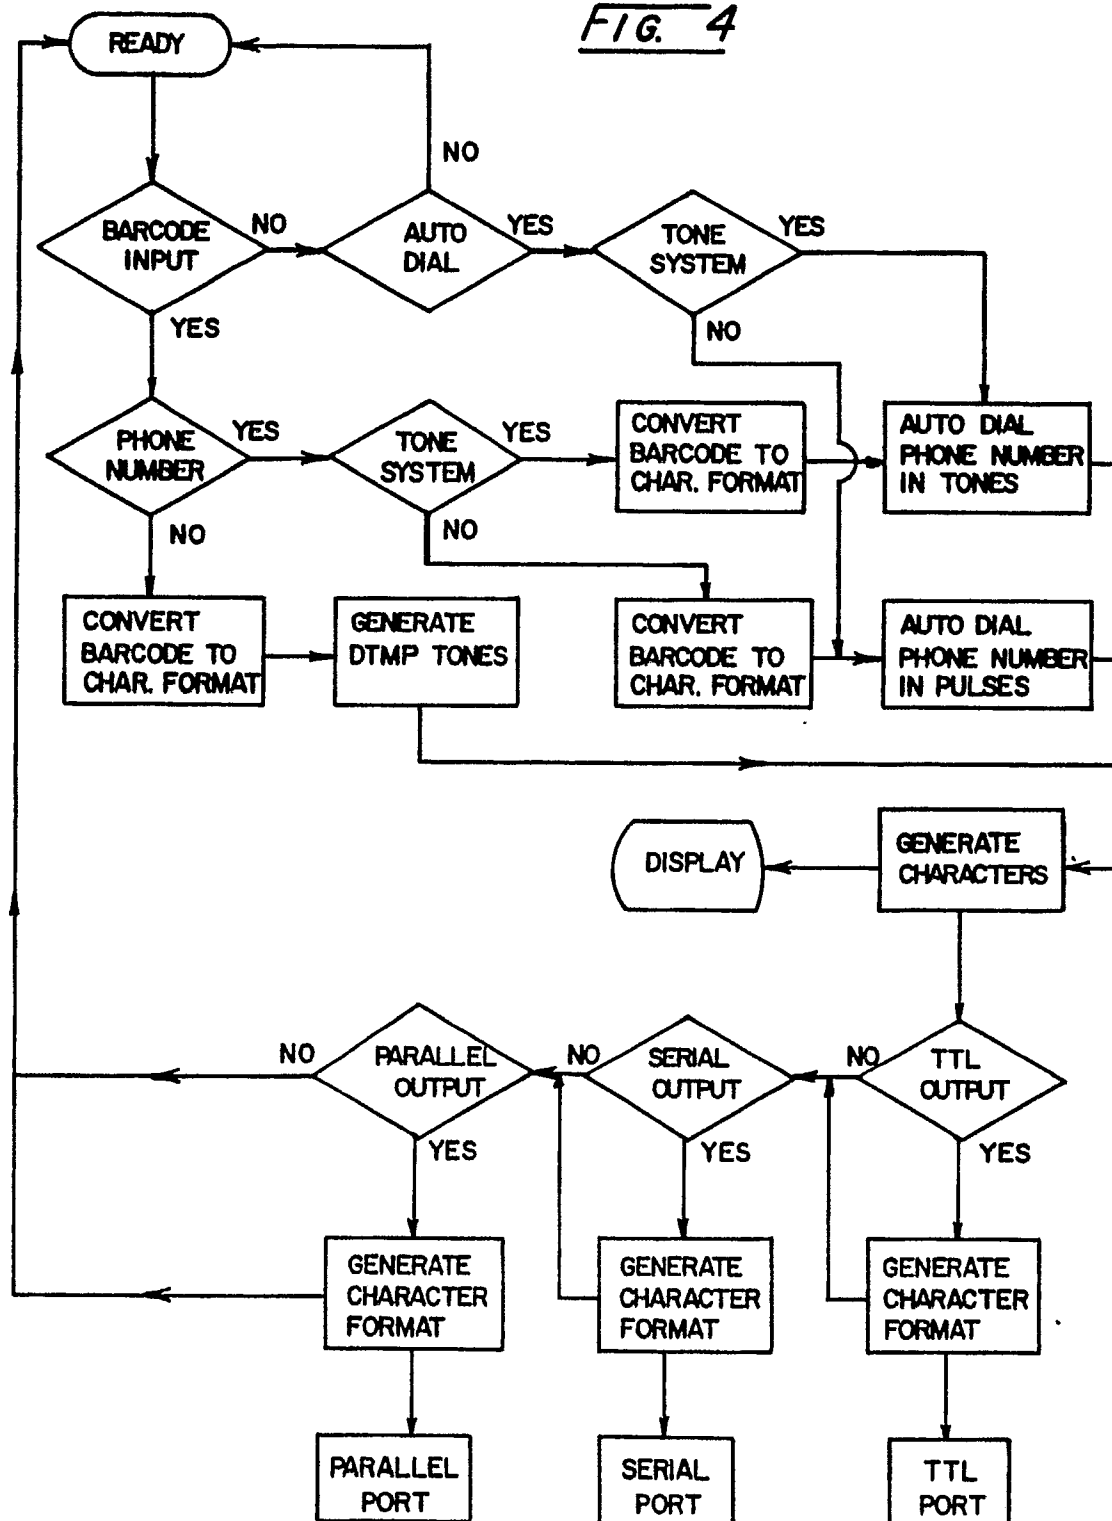 FIG. 4
READY
NO
BARCODE
INPUT
NO
AUTO
DIAL
YES
TONE
SYSTEM
YES
YES
NO
PHONE
NUMBER
YES
TONE
SYSTEM
YES
CONVERT
BARCODE TO
CHAR. FORMAT
AUTO DIAL
PHONE NUMBER
IN TONES
NO
NO
CONVERT
BARCODE TO
CHAR. FORMAT
GENERATE
DTMP TONES
CONVERT
BARCODE TO
CHAR. FORMAT
AUTO DIAL
PHONE NUMBER
IN PULSES
DISPLAY
GENERATE
CHARACTERS
NO
PARALLEL
OUTPUT
NO
SERIAL
OUTPUT
NO
TTL
OUTPUT
YES
YES
YES
GENERATE
CHARACTER
FORMAT
GENERATE
CHARACTER
FORMAT
GENERATE
CHARACTER
FORMAT
PARALLEL
PORT
SERIAL
PORT
TTL
PORT